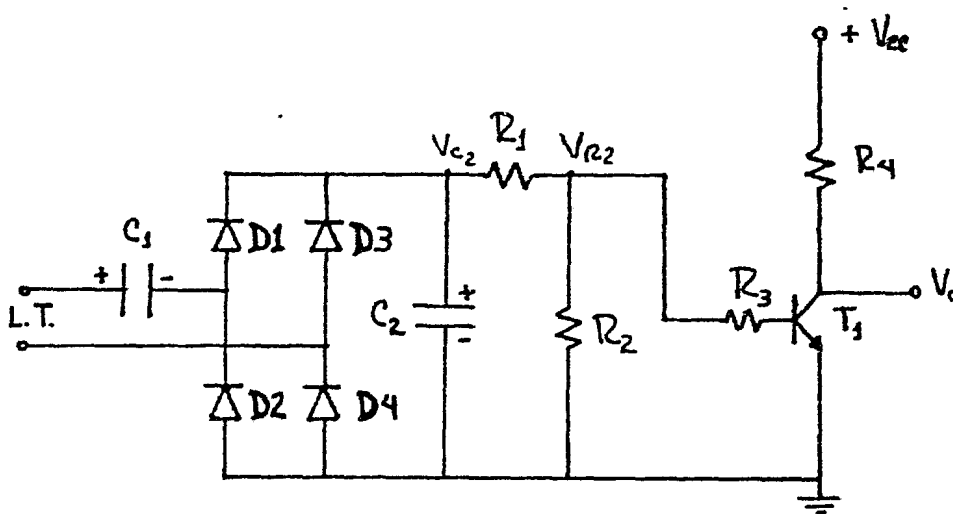 + Vcc
R4
R1
VC2
VR2
C1
+
-
D1
D3
L.T.
C2
+
-
R2
R3
T1
D2
D4